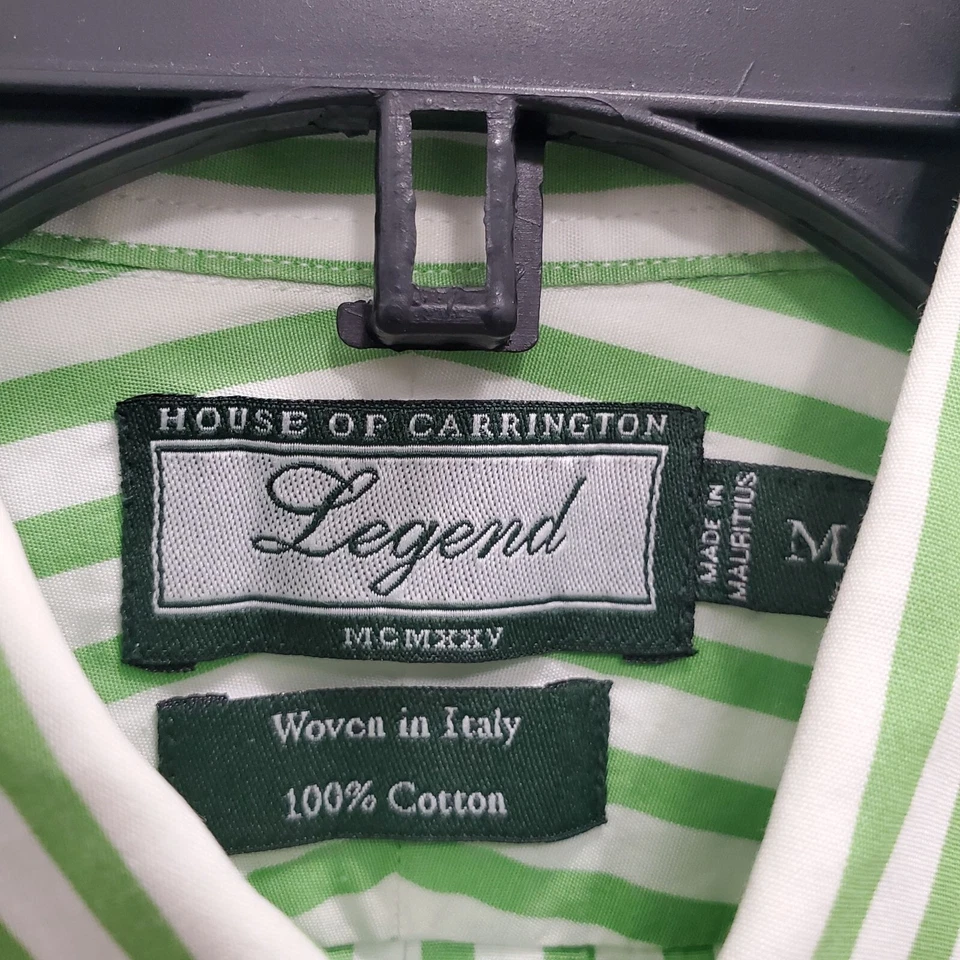 HOUSE OF CARRINGTON
Legend
MCMXXV
MADE IN
MAURITIUS
M
Woven in Italy
100% Cotton